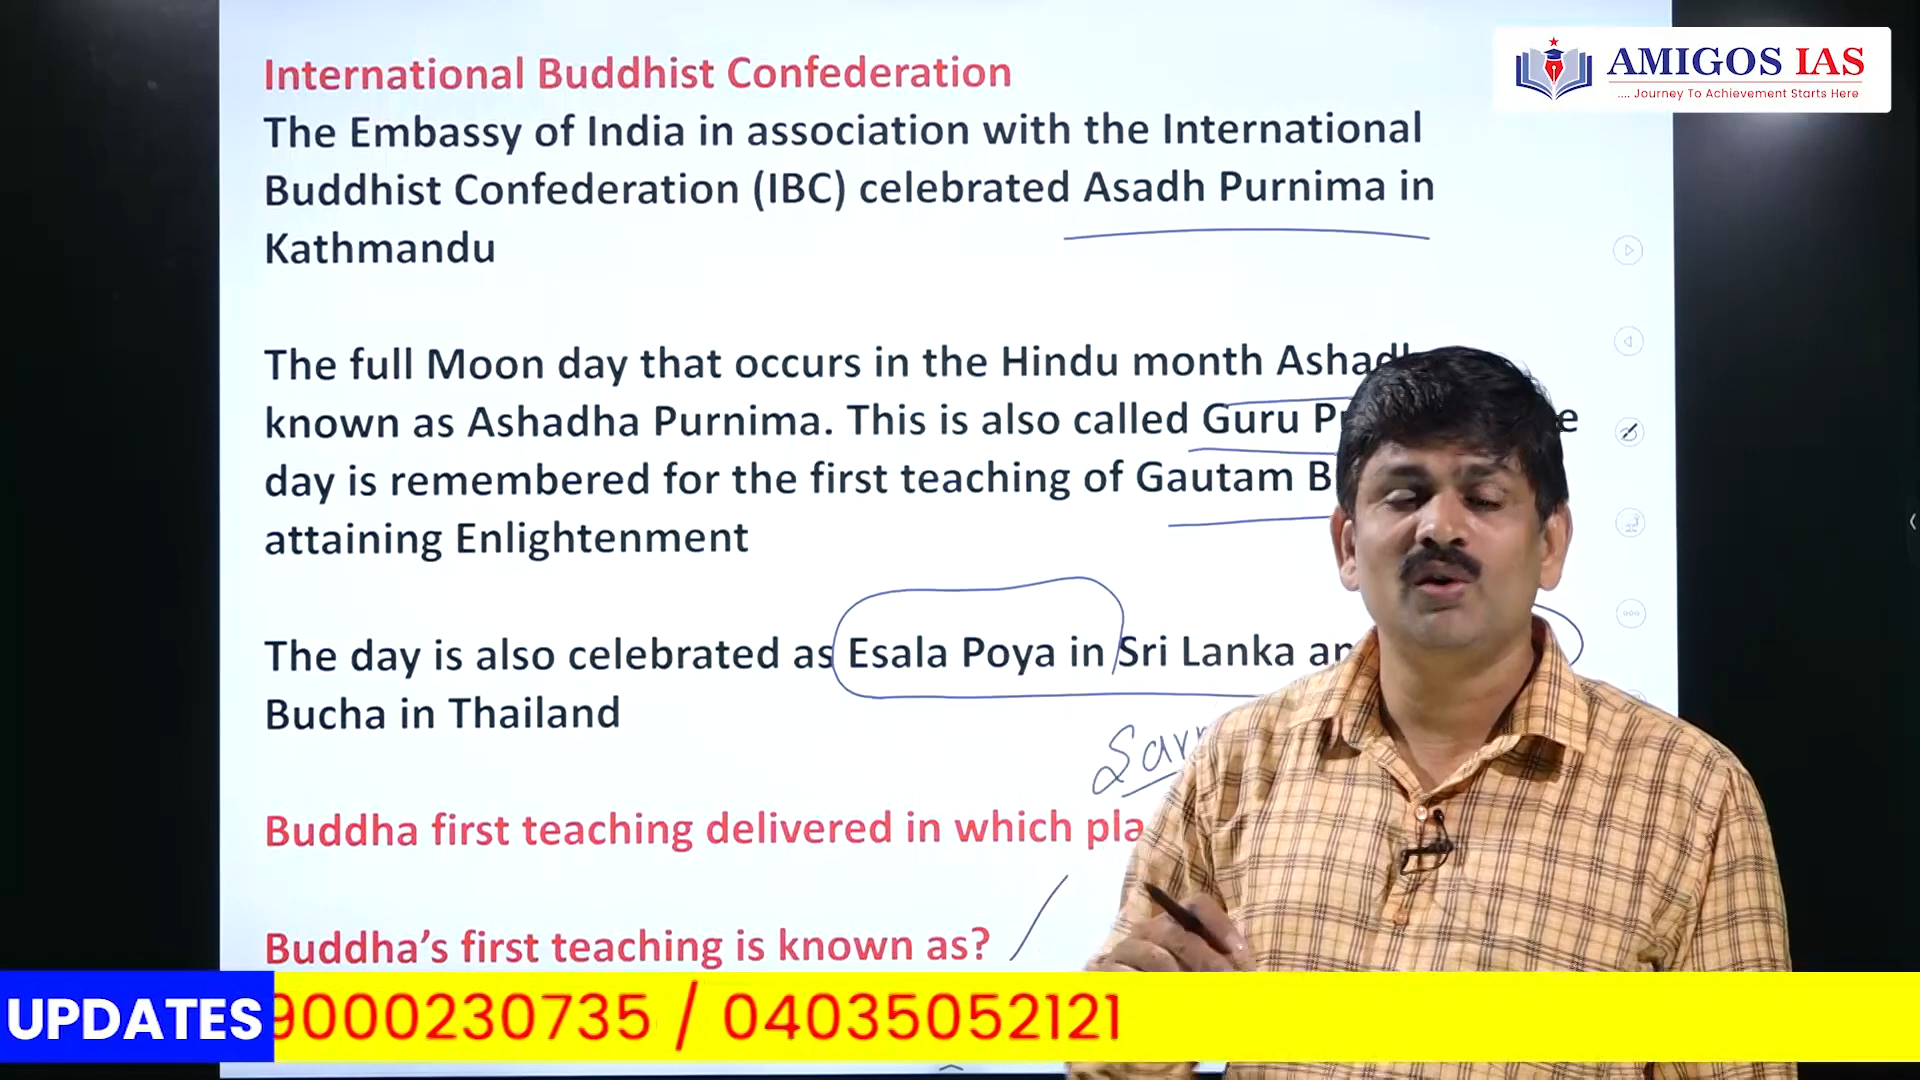 International Buddhist Confederation
The Embassy of India in association with the International
Buddhist Confederation (IBC) celebrated Asadh Purnima in
Kathmandu
The full Moon day that occurs in the Hindu month
known as Ashadha Purnima. This is also called Guru
day is remembered for the first teaching of Gautam
attaining Enlightenment
The day is also celebrated as Esala Poya in Sri Lanka
Bucha in Thailand
Buddha first teaching delivered in which
Buddha's first teaching is known as?
AMIGOS IAS
.... Journey To Achievement Starts Here
UPDATES
9000230735 / 04035052121